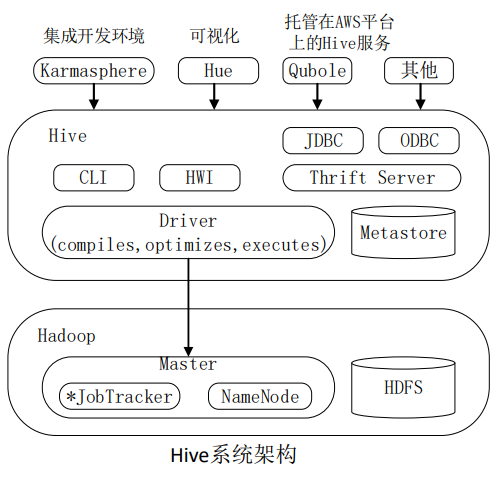 集成开发环境
可视化
托管在AWS平台
上的Hive服务
Karmasphere
Hue
Qubole
其他
Hive
JDBC
ODBC
CLI
HWI
Thrift Server
Driver
(compiles,optimizes,executes)
Metastore
Hadoop
Master
*JobTracker
NameNode
HDFS
Hive系统架构